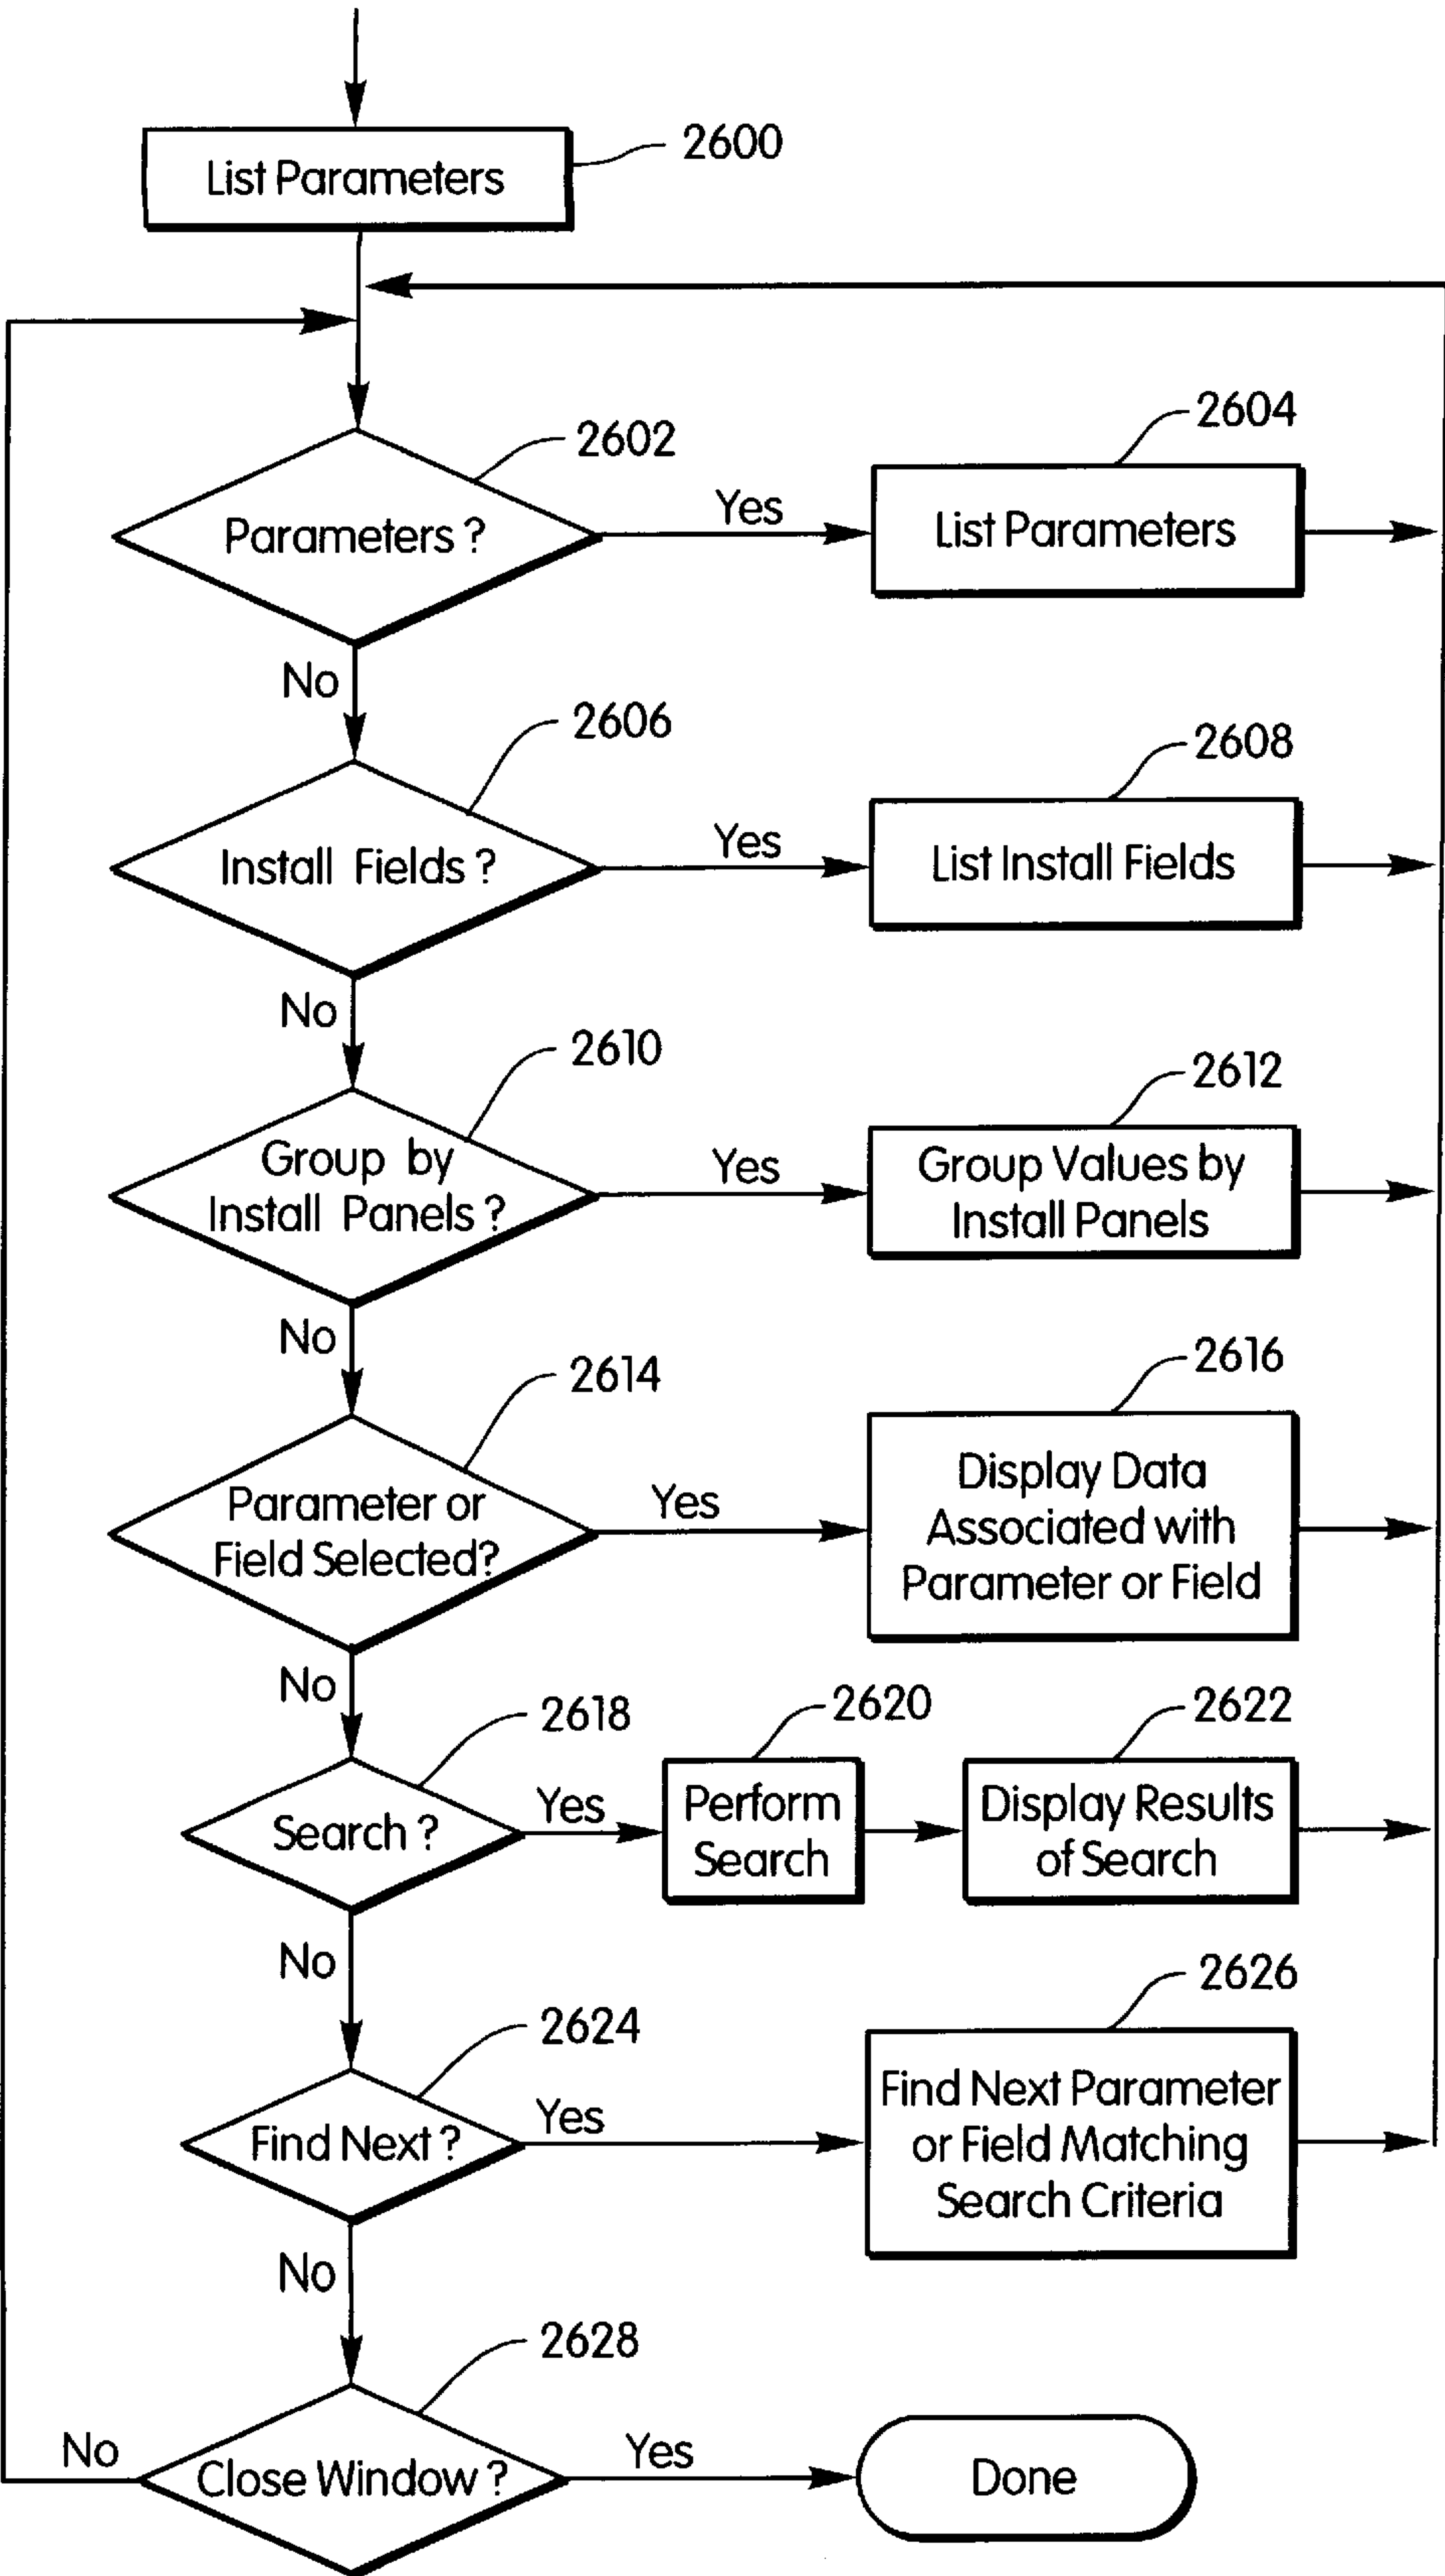 List Parameters
2600
2602
Parameters ?
Yes
2604
List Parameters
No
2606
Install Fields ?
Yes
2608
List Install Fields
No
2610
Group by
Install Panels ?
Yes
2612
Group Values by
Install Panels
No
2614
Parameter or
Field Selected?
Yes
2616
Display Data
Associated with
Parameter or Field
No
2618
Search ?
Yes
2620
Perform
Search
2622
Display Results
of Search
No
2624
Find Next ?
Yes
2626
Find Next Parameter
or Field Matching
Search Criteria
No
2628
Close Window ?
No
Yes
Done